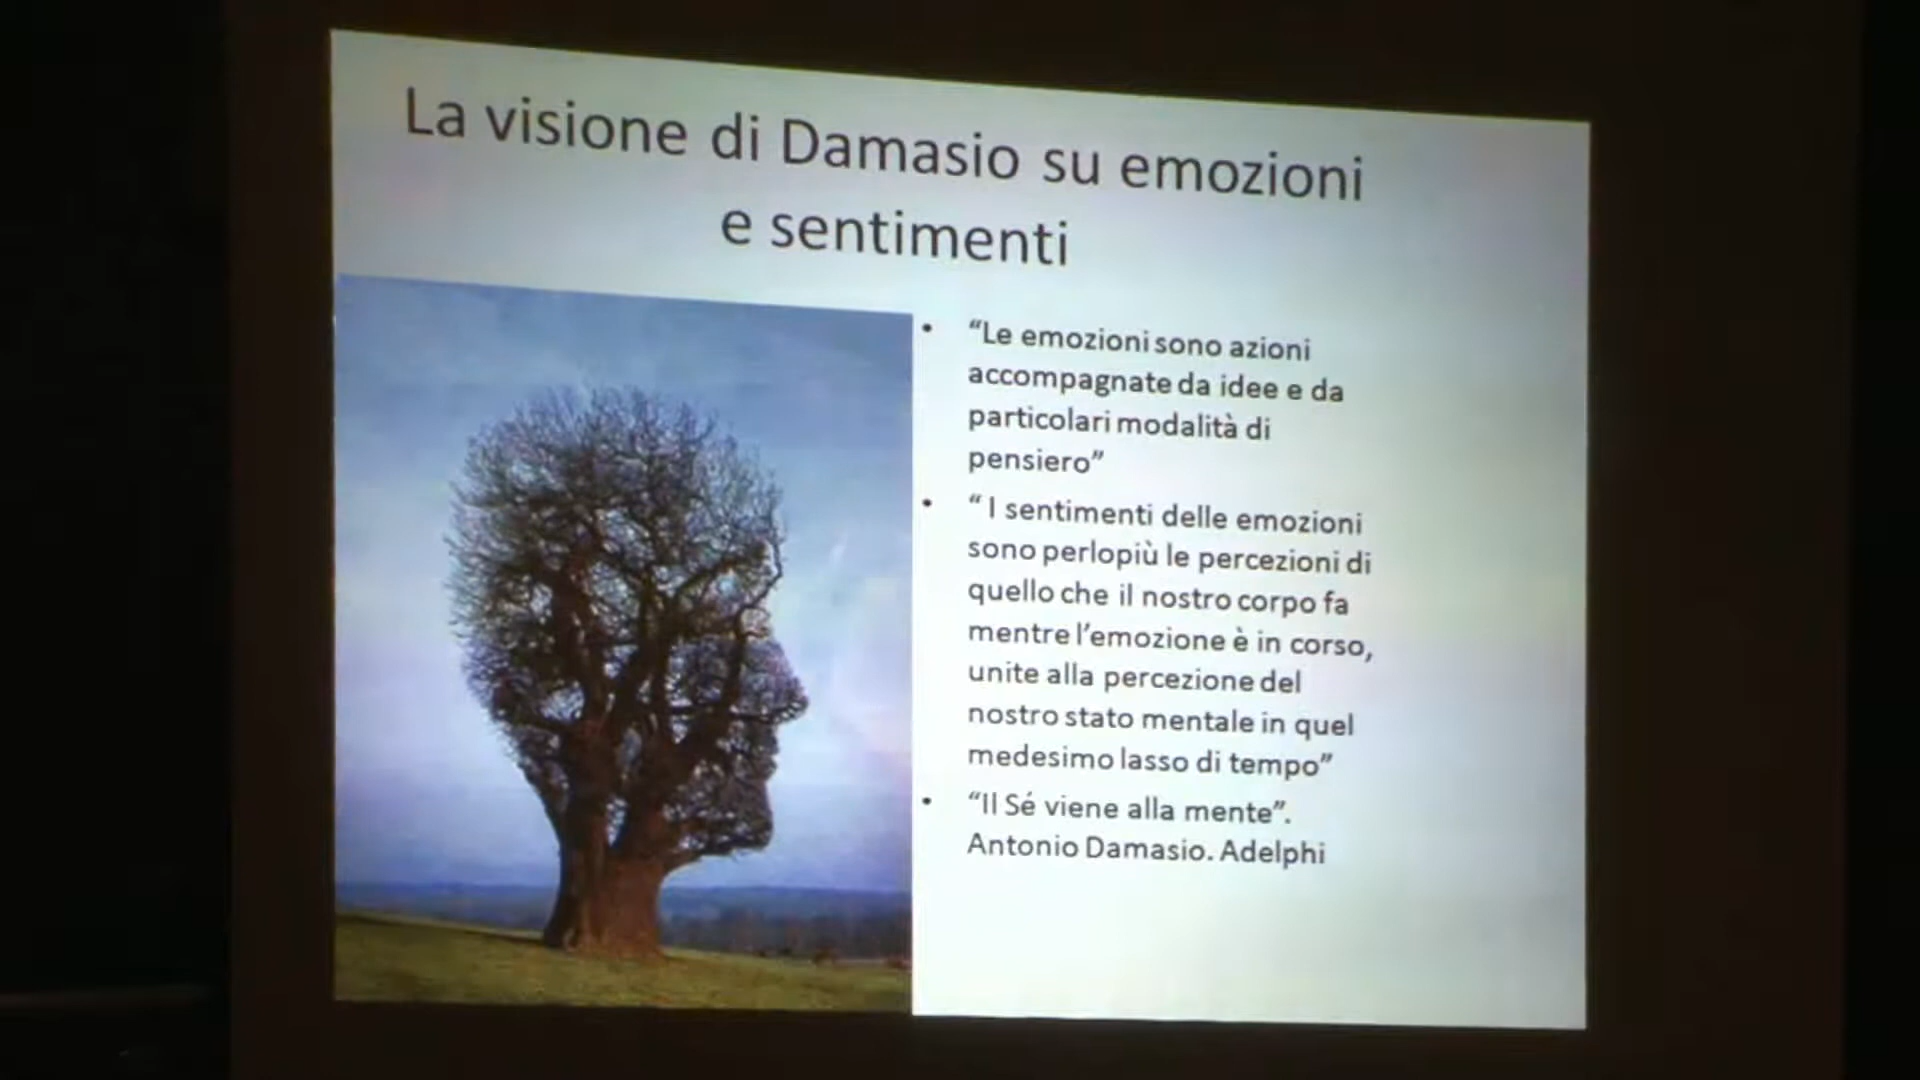 La visione di Damasio su emozioni
e sentimenti
• “Le emozioni sono azioni
accompagnate da idee e da
particolari modalità di
pensiero”
• “ I sentimenti delle emozioni
sono perlopiù le percezioni di
quello che il nostro corpo fa
mentre l’emozione è in corso,
unite alla percezione del
nostro stato mentale in quel
medesimo lasso di tempo”
• “Il Sé viene alla mente”.
Antonio Damasio. Adelphi